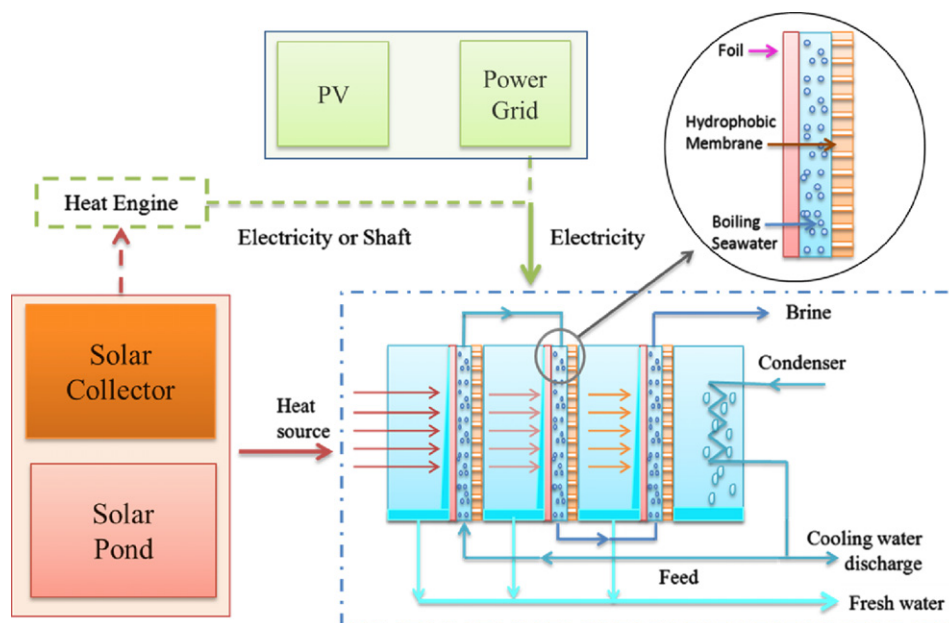 PV
Power
Grid
Foil
Hydrophobic
Membrane
Boiling
Seawater
Heat Engine
Electricity or Shaft
Electricity
Solar
Collector
Solar
Pond
Heat
source
Brine
Condenser
Cooling water
discharge
Feed
Fresh water